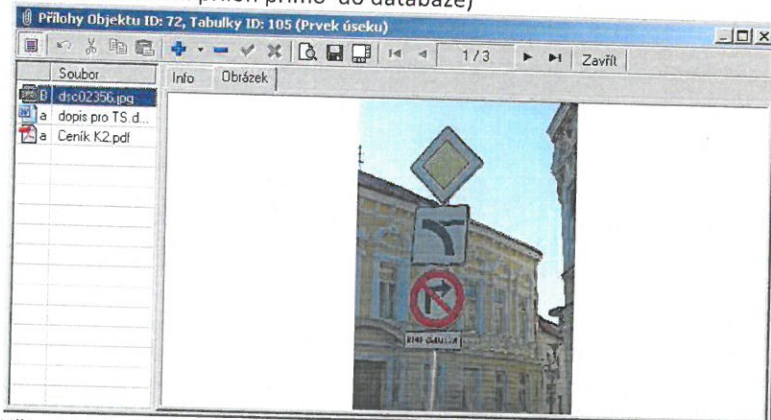 příloh přímo do databáze)
Přílohy Objektu ID: 72, Tabulky ID: 105 (Prvek úseku)
1/3
Zavřít
Soubor
Info
Obrázek
B dsc02356.jpg
a dopis pro TS.d...
a Ceník K2.pdf